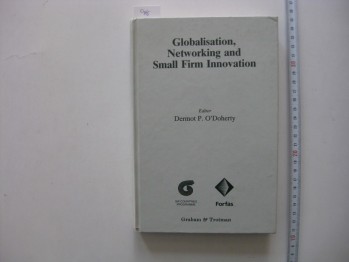 Globalisation,
Networking and
Small Firm Innovation
Editor
Dermot P. O'Doherty
Forfás
Graham & Trotman